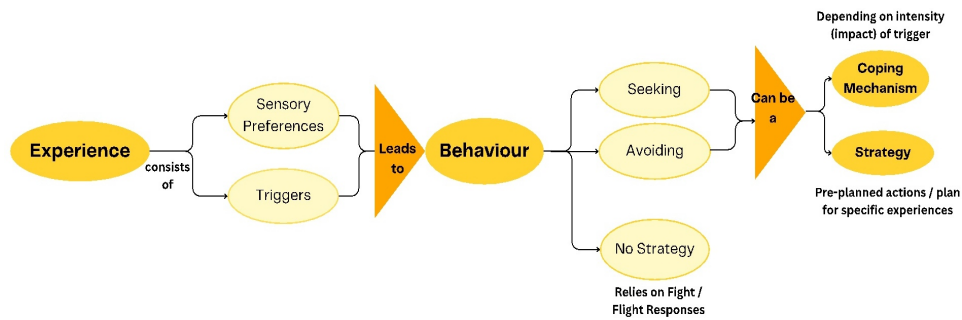 Experience
consists
of
Sensory
Preferences
Triggers
Leads
to
Behaviour
Seeking
Avoiding
No Strategy
Relies on Fight /
Flight Responses
Can be
a
Depending on intensity
(impact) of trigger
Coping
Mechanism
Strategy
Pre-planned actions / plan
for specific experiences